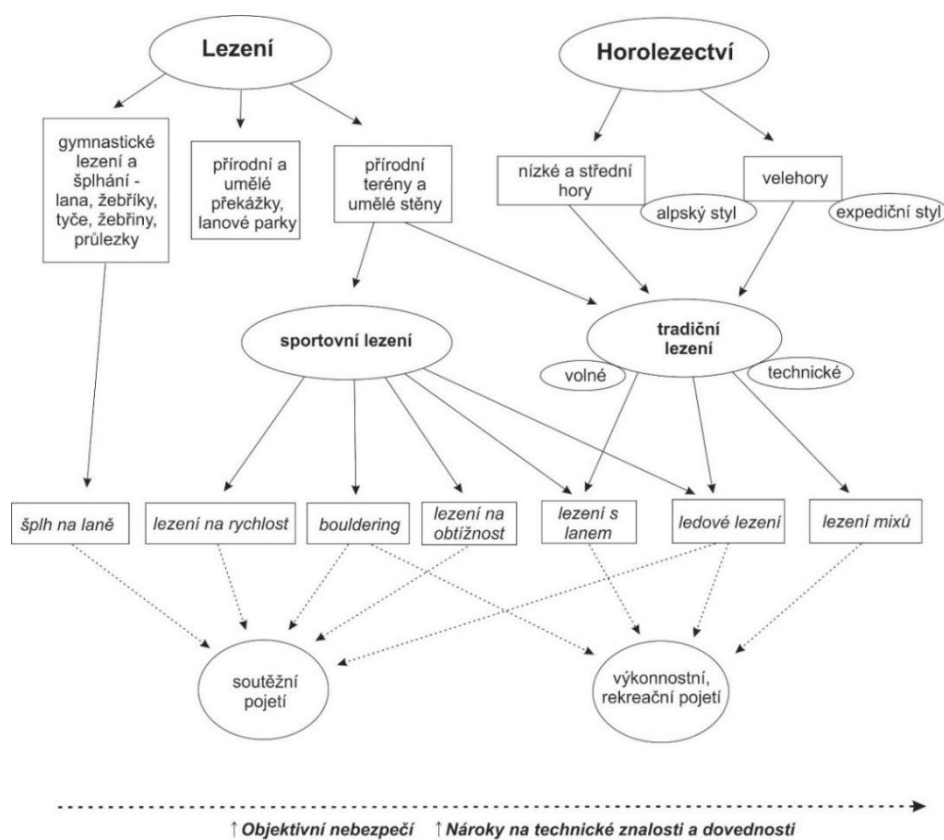 Lezení
Horolezectví
gymnastické
lezení a
šplhání -
lana, žebříky,
tyče, žebřiny,
průlezky
přírodní a
umělé
překážky,
lanové parky
přírodní
terény a
umělé stěny
nízké a střední
hory
alpský styl
velehory
expediční styl
sportovní lezení
tradiční
lezení
volné
technické
šplh na laně
lezení na rychlost
bouldering
lezení na
obtížnost
lezení s
lanem
ledové lezení
lezení mixů
soutěžní
pojetí
výkonnostní,
rekreační pojetí
↑ Objektivní nebezpečí ↑ Nároky na technické znalosti a dovednosti